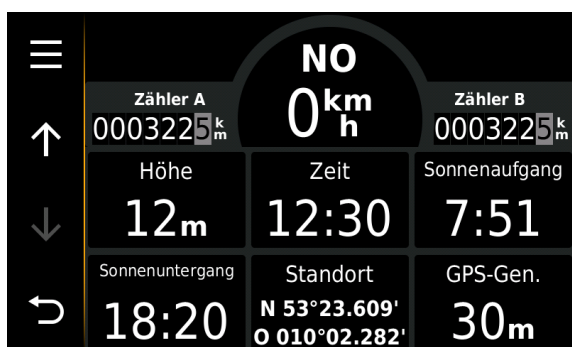 NO
0 km/h
Zähler A
Zähler B
0003225 km
0003225 km
Höhe
Zeit
Sonnenaufgang
12m
12:30
7:51
Sonnenuntergang
Standort
GPS-Gen.
18:20
N 53°23.609'
O 010°02.282'
30m